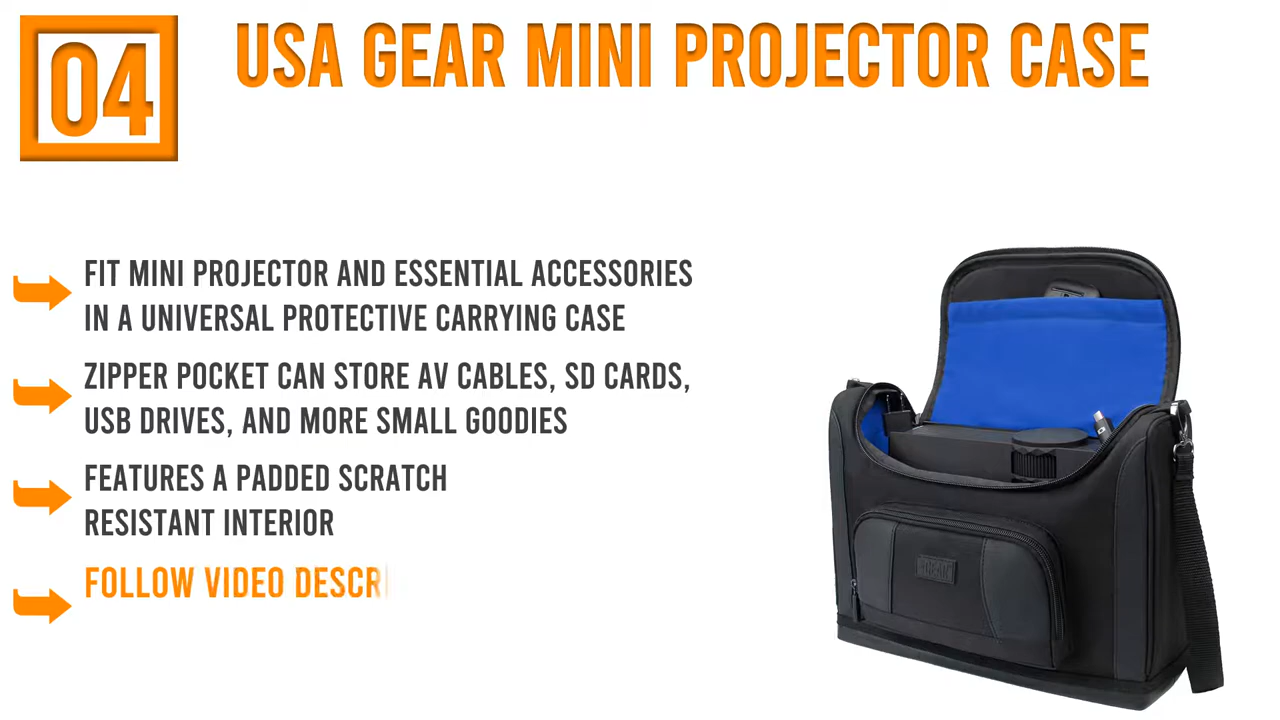 04
USA GEAR MINI PROJECTOR CASE
FIT MINI PROJECTOR AND ESSENTIAL ACCESSORIES
IN A UNIVERSAL PROTECTIVE CARRYING CASE
ZIPPER POCKET CAN STORE AV CABLES, SD CARDS,
USB DRIVES, AND MORE SMALL GOODIES
FEATURES A PADDED SCRATCH
RESISTANT INTERIOR
FOLLOW VIDEO DESCR